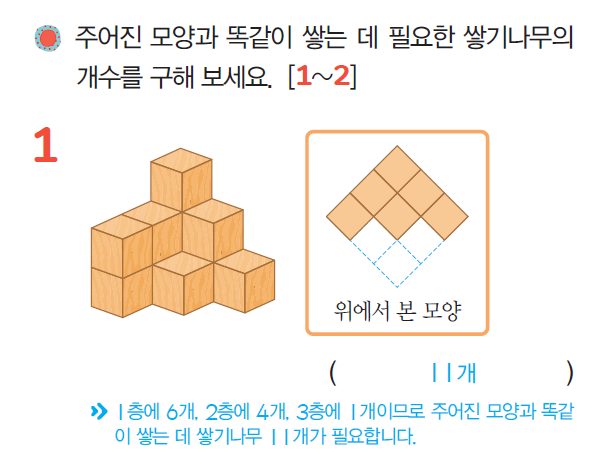 주어진 모양과 똑같이 쌓는 데 필요한 쌓기나무의
개수를 구해 보세요. [1~2]
1
위에서 본 모양
( 11개 )
1층에 6개, 2층에 4개, 3층에 1개이므로 주어진 모양과 똑같
이 쌓는 데 쌓기나무 11개가 필요합니다.